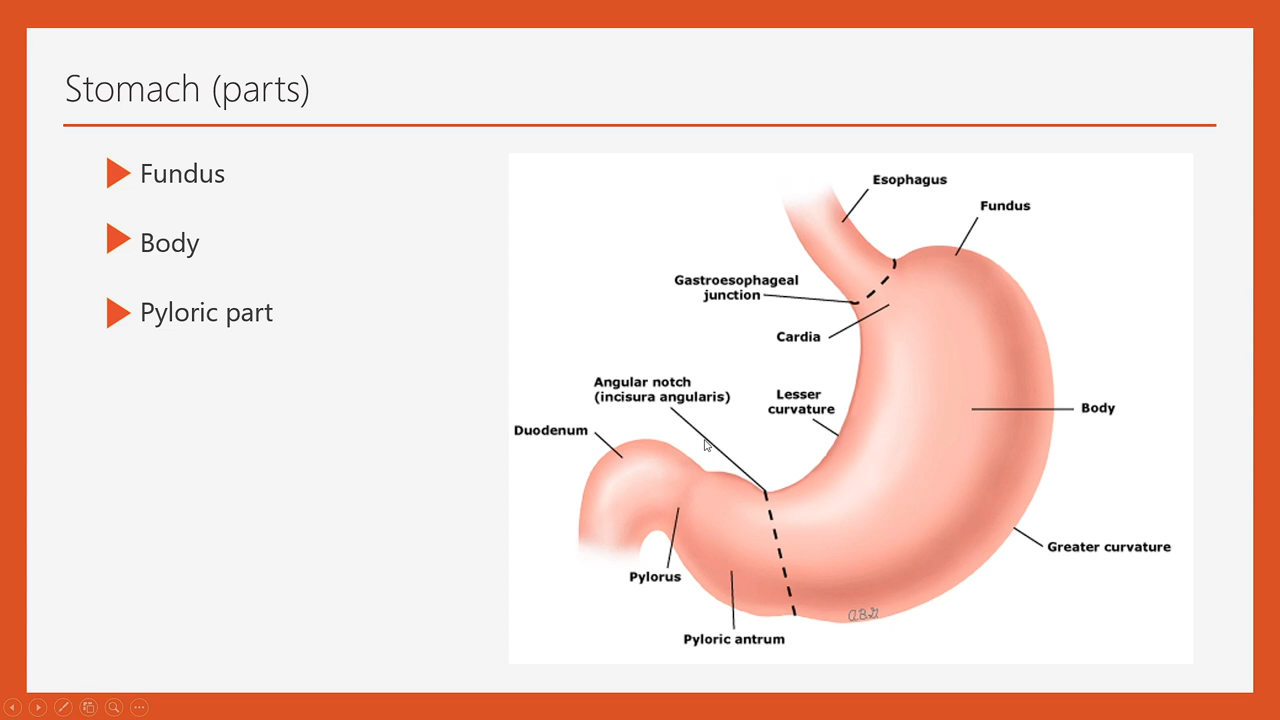 Stomach (parts)
Fundus
Body
Pyloric part
Esophagus
Fundus
Gastroesophageal
junction
Cardia
Angular notch
(incisura angularis)
Lesser
curvature
Body
Duodenum
Greater curvature
Pylorus
Pyloric antrum